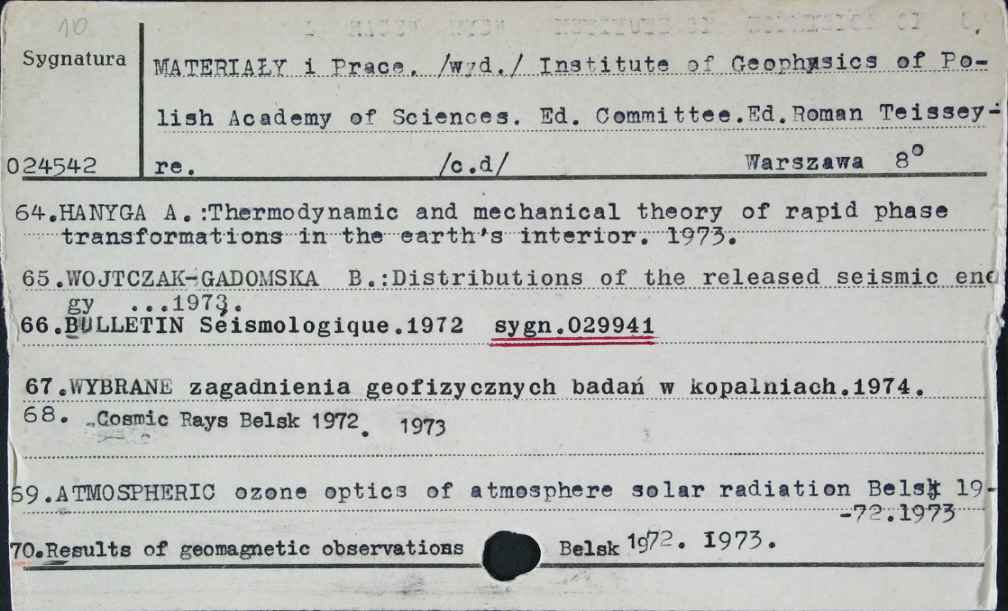 10
Sygnatura
MATERIAŁY i Prace. /wyd./ Institute of Geophysics of Po-
lish Academy of Sciences. Ed. Committee.Ed.Roman Teissey-
024542 re. /c.d/ Warszawa 8°
64.HANYGA A.:Thermodynamic and mechanical theory of rapid phase
transformations in the earth's interior. 1973.
65.WOJTCZAK-GADOMSKA B.:Distributions of the released seismic ene
gy ...1973.
66.BULLETIN Séismologique.1972 sygn.029941
67.WYBRANE zagadnienia geofizycznych badań w kopalniach.1974.
68. Cosmic Rays Belsk 1972. 1973
69.ATMOSPHERIC ozone optics of atmosphere solar radiation Belsk 19-
-72.1973
70.Results of geomagnetic observations Belsk 1972. 1973.